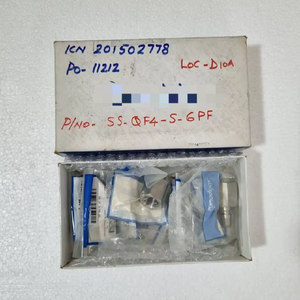 ICN 201502778
PO-11212
LOC-D10A
P/NO- SS-QF4-S-6PF